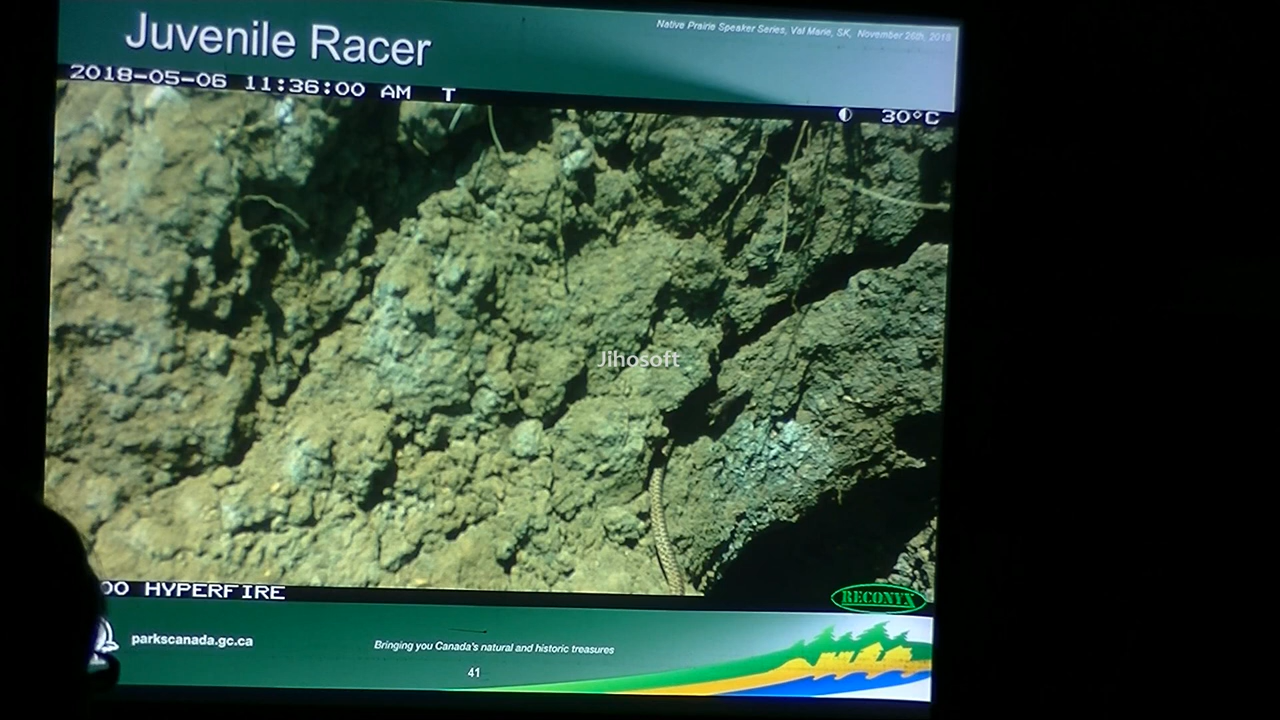 Native Prairie Speaker Series, Val Marie, SK, November 26th, 2018
Juvenile Racer
2018-05-06 11:36:00 AM T
30°C
Jihosoft
00 HYPERFIRE
RECONYX
parkscanada.gc.ca
Bringing you Canada's natural and historic treasures
41